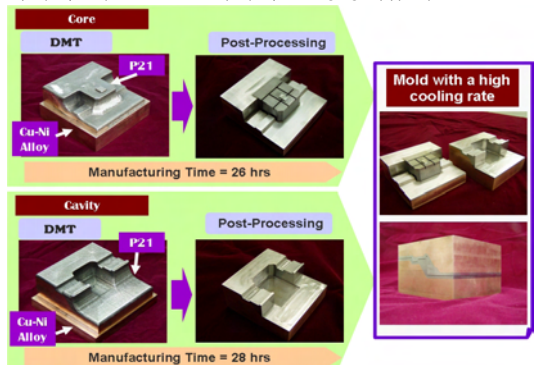 Core
DMT
Post-Processing
P21
Cu-Ni
Alloy
Manufacturing Time = 26 hrs
Cavity
DMT
Post-Processing
P21
Cu-Ni
Alloy
Manufacturing Time = 28 hrs
Mold with a high
cooling rate